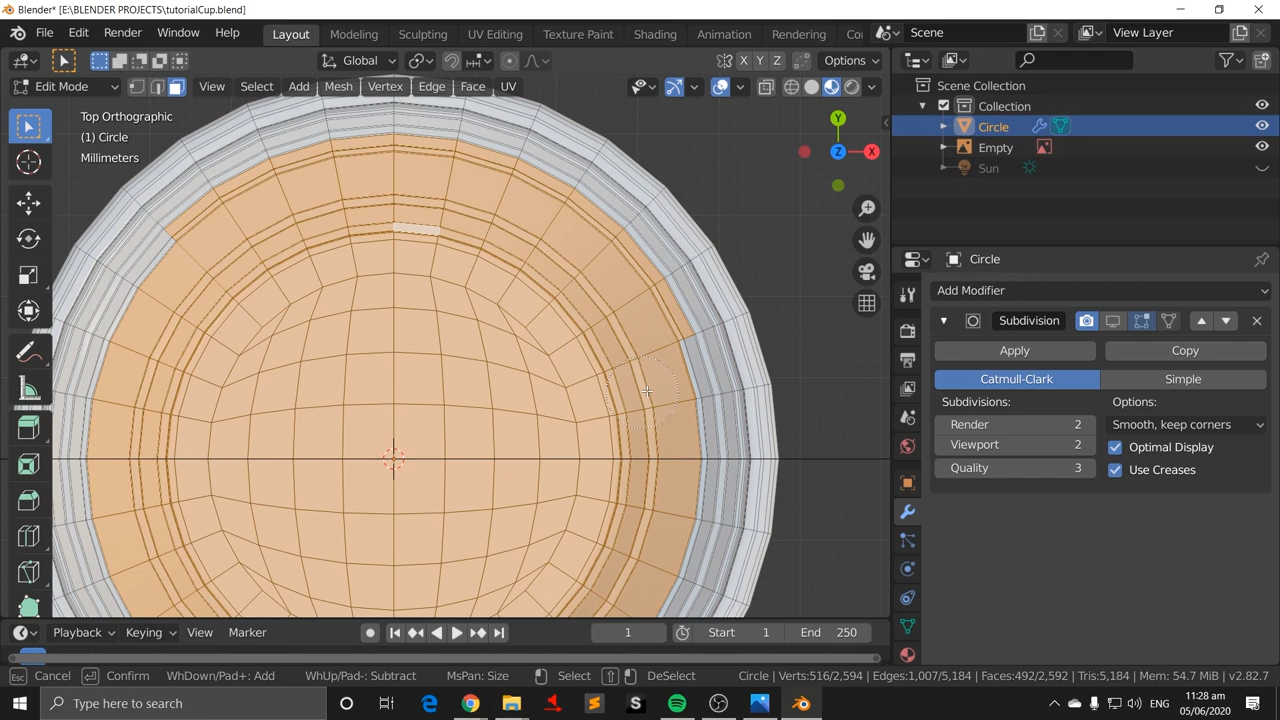 Blender* [E:\BLENDER PROJECTS\tutorialCup.blend]
File Edit Render Window Help Layout Modeling Sculpting UV Editing Texture Paint Shading Animation Rendering Co Scene View Layer
Global X Y Z Options
Edit Mode View Select Add Mesh Vertex Edge Face UV
Top Orthographic
(1) Circle
Millimeters
Y
Z
X
Scene Collection
Collection
Circle
Empty
Sun
Circle
Add Modifier
Subdivision
Apply Copy
Catmull-Clark Simple
Subdivisions: Options:
Render 2 Smooth, keep corners
Viewport 2 Optimal Display
Quality 3 Use Creases
Playback Keying View Marker 1 Start 1 End 250
Esc Cancel Confirm WhDown/Pad+: Add WhUp/Pad-: Subtract MsPan: Size Select DeSelect Circle | Verts:516/2,594 | Edges:1,007/5,184 | Faces:492/2,592 | Tris:5,184 | Mem: 54.7 MiB | v2.82.7
Type here to search S ENG 11:28 am
05/06/2020